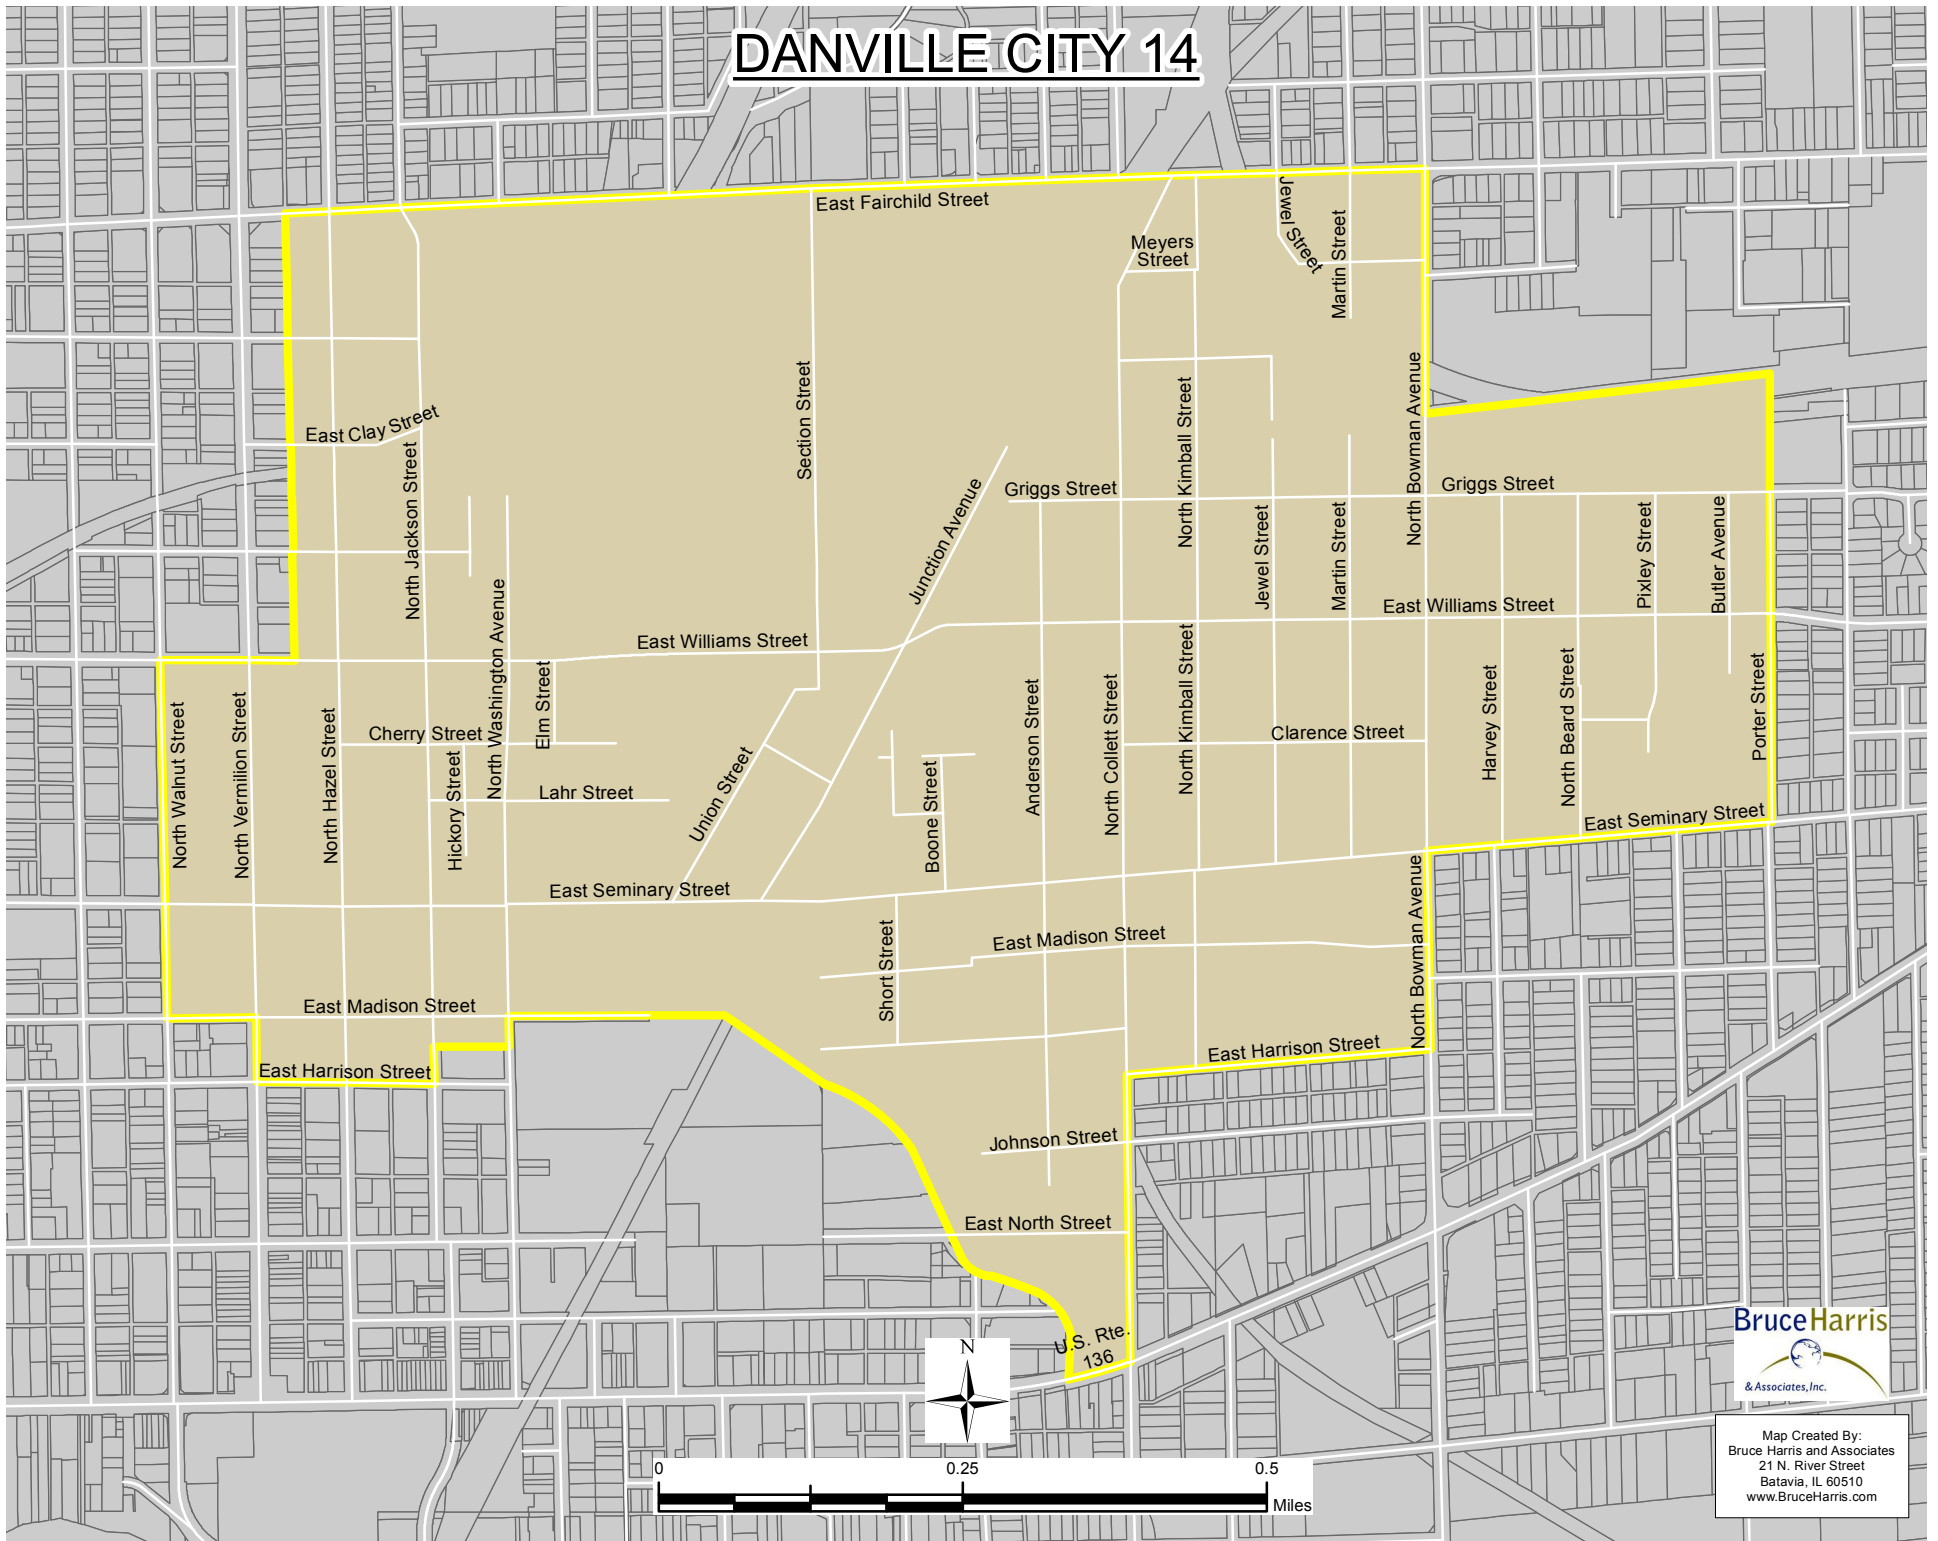 DANVILLE CITY 14
East Fairchild Street
Jewel Street
Martin Street
Meyers
Street
East Clay Street
North Jackson Street
Section Street
Junction Avenue
Griggs Street
North Kimball Street
North Bowman Avenue
Griggs Street
Jewel Street
Martin Street
Pixley Street
Butler Avenue
East Williams Street
East Williams Street
North Washington Avenue
Elm Street
North Walnut Street
North Vermilion Street
North Hazel Street
Cherry Street
Hickory Street
Lahr Street
Union Street
Boone Street
Anderson Street
North Collett Street
North Kimball Street
Clarence Street
Harvey Street
North Beard Street
Porter Street
East Seminary Street
East Seminary Street
North Bowman Avenue
Short Street
East Madison Street
East Madison Street
East Harrison Street
East Harrison Street
Johnson Street
East North Street
U.S. Rte.
136
N
0 0.25 0.5
Miles
BruceHarris
& Associates, Inc.
Map Created By:
Bruce Harris and Associates
21 N. River Street
Batavia, IL 60510
www.BruceHarris.com